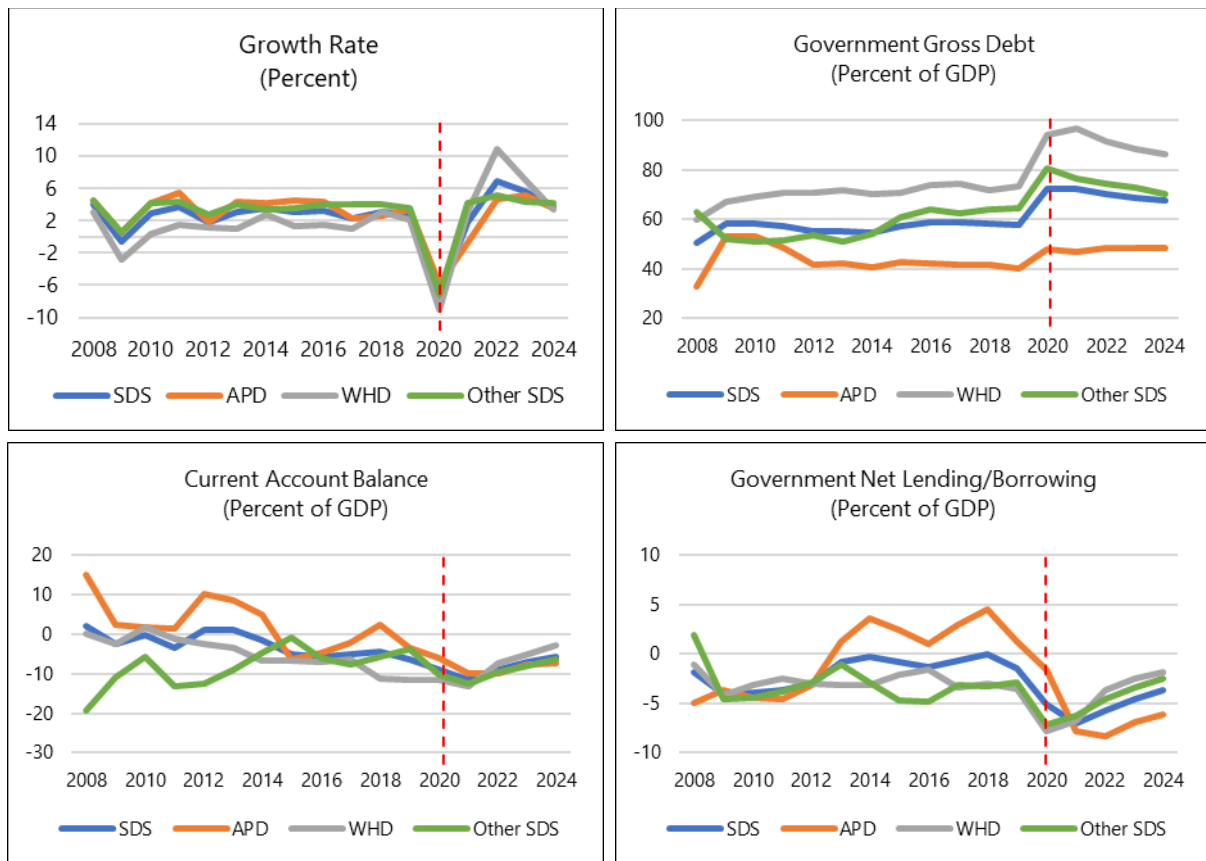 Growth Rate
(Percent)
14
10
6
2
-2
-6
-10
2008 2010 2012 2014 2016 2018 2020 2022 2024
SDS APD WHD Other SDS
Government Gross Debt
(Percent of GDP)
100
80
60
40
20
2008 2010 2012 2014 2016 2018 2020 2022 2024
SDS APD WHD Other SDS
Current Account Balance
(Percent of GDP)
20
10
0
-10
-20
-30
2008 2010 2012 2014 2016 2018 2020 2022 2024
SDS APD WHD Other SDS
Government Net Lending/Borrowing
(Percent of GDP)
10
5
0
-5
-10
2008 2010 2012 2014 2016 2018 2020 2022 2024
SDS APD WHD Other SDS